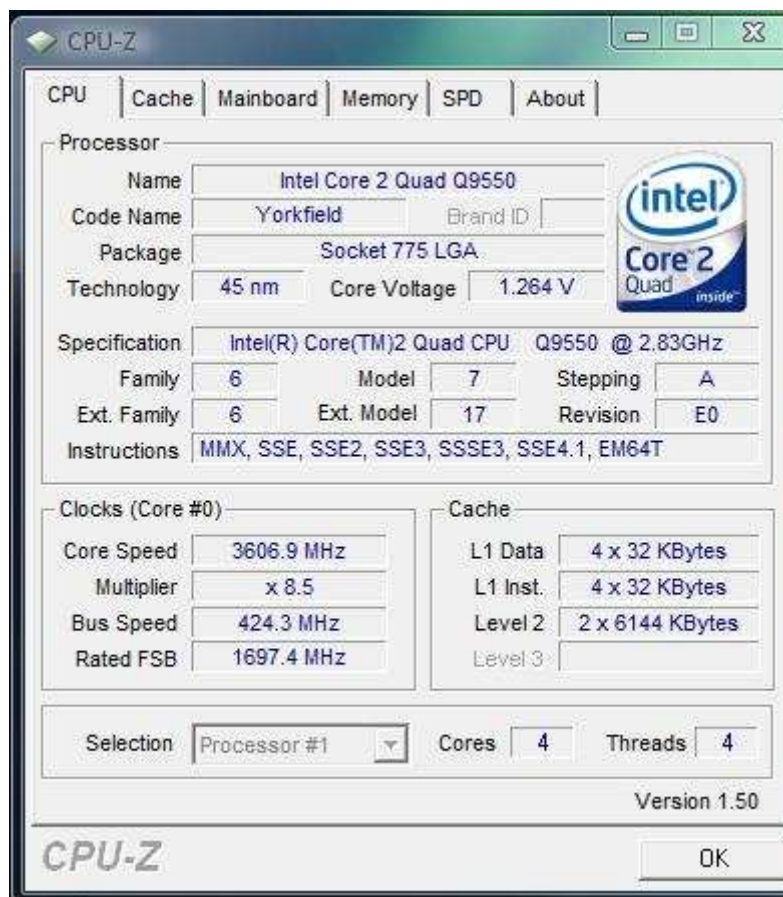 CPU-Z
CPU Cache Mainboard Memory SPD About
Processor
Name Intel Core 2 Quad Q9550
Code Name Yorkfield Brand ID
Package Socket 775 LGA
Technology 45 nm Core Voltage 1.264 V
intel
Core™2
Quad
inside™
Specification Intel(R) Core(TM)2 Quad CPU Q9550 @ 2.83GHz
Family 6 Model 7 Stepping A
Ext. Family 6 Ext. Model 17 Revision E0
Instructions MMX, SSE, SSE2, SSE3, SSSE3, SSE4.1, EM64T
Clocks (Core #0)
Core Speed 3606.9 MHz
Multiplier x 8.5
Bus Speed 424.3 MHz
Rated FSB 1697.4 MHz
Cache
L1 Data 4 x 32 KBytes
L1 Inst. 4 x 32 KBytes
Level 2 2 x 6144 KBytes
Level 3
Selection Processor #1 Cores 4 Threads 4
Version 1.50
CPU-Z OK